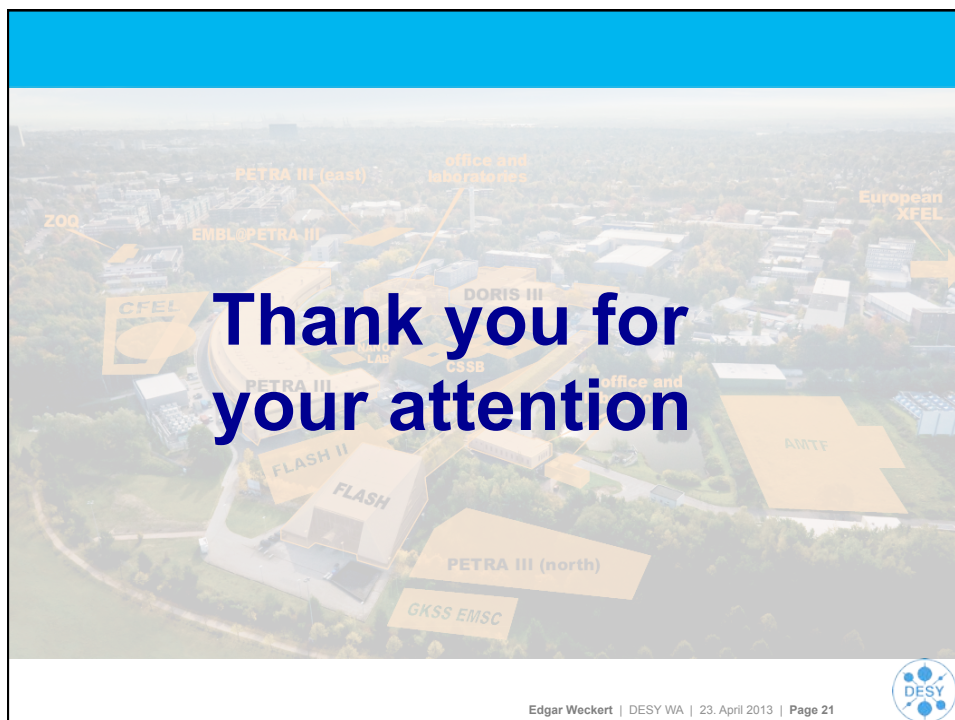 office and
laboratories
PETRA III (east)
European
XFEL
ZOO
EMBL@PETRA III
CFEL
DORIS III
Thank you for
LAB
CSSB
PETRA III
office and
your attention
AMTF
FLASH II
FLASH
PETRA III (north)
GKSS EMSC
DESY
Edgar Weckert | DESY WA | 23. April 2013 | Page 21